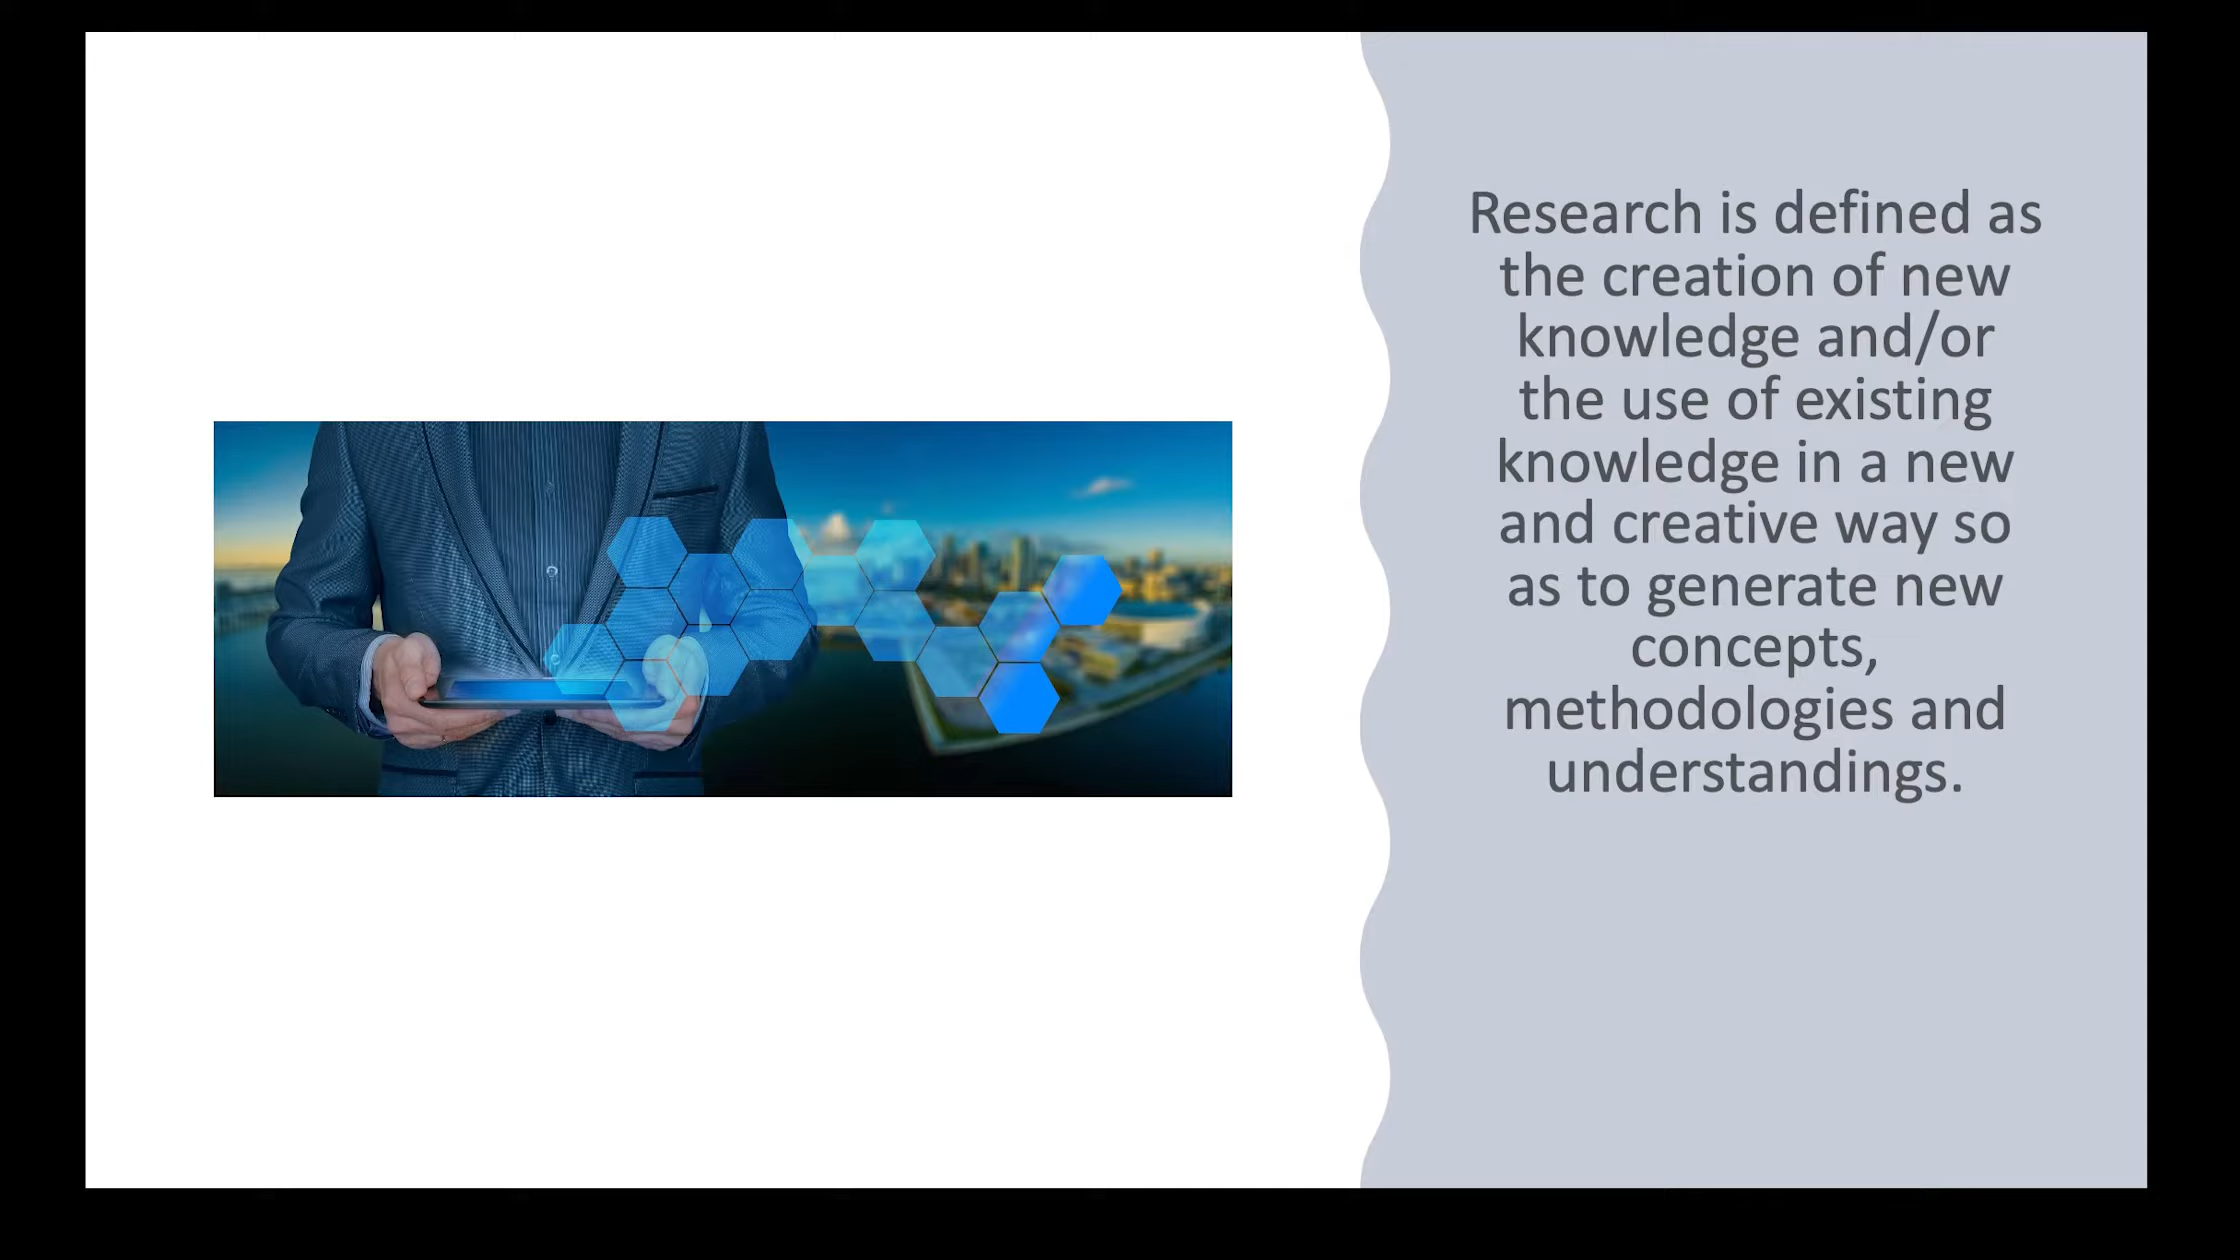 Research is defined as
the creation of new
knowledge and/or
the use of existing
knowledge in a new
and creative way so
as to generate new
concepts,
methodologies and
understandings.